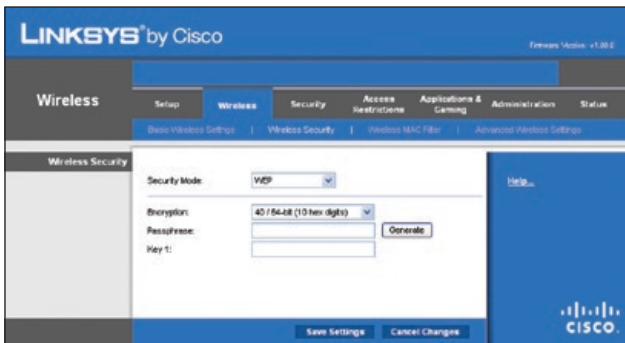 LINKSYS® by Cisco
Firmware Version: v1.00.0
Wireless
Setup
Wireless
Security
Access Restrictions
Applications & Gaming
Administration
Status
Basic Wireless Settings | Wireless Security | Wireless MAC Filter | Advanced Wireless Settings
Wireless Security
Security Mode: WEP
Help...
Encryption: 40 / 64-bit (10 hex digits)
Passphrase: Generate
Key 1:
Save Settings
Cancel Changes
CISCO.